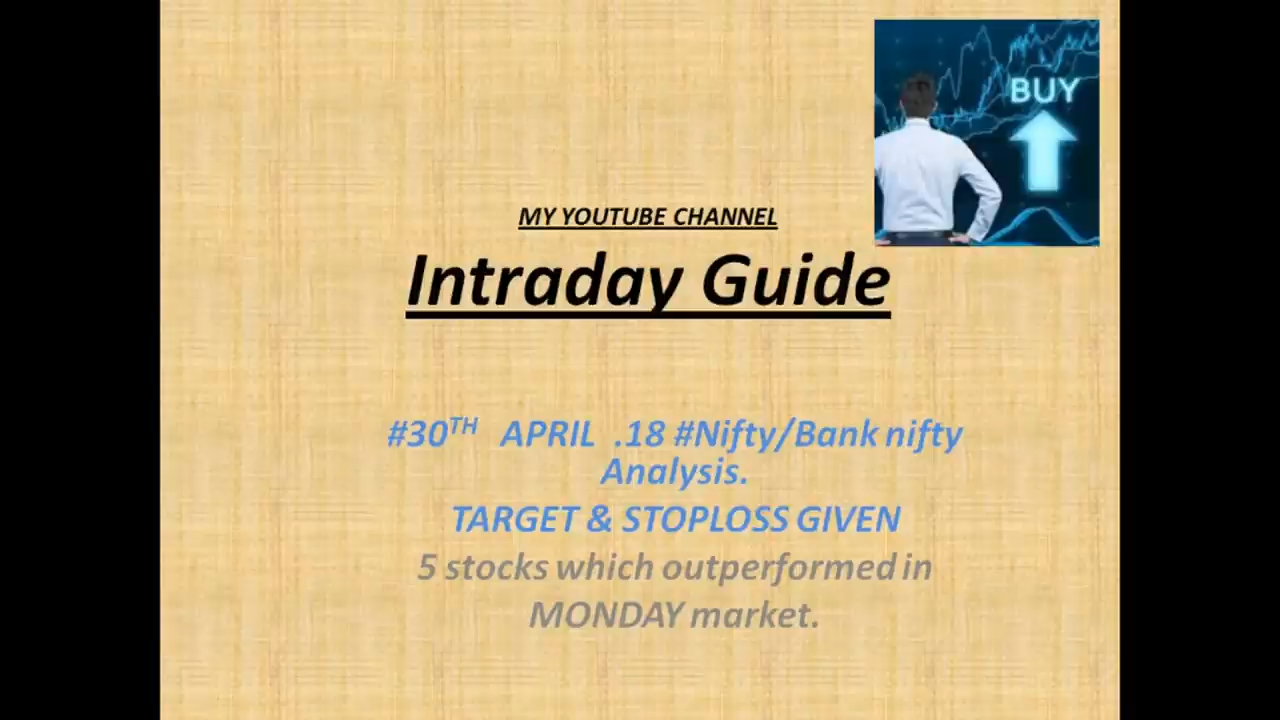 BUY
MY YOUTUBE CHANNEL
Intraday Guide
#30TH APRIL .18 #Nifty/Bank nifty
Analysis.
TARGET & STOPLOSS GIVEN
5 stocks which outperformed in
MONDAY market.